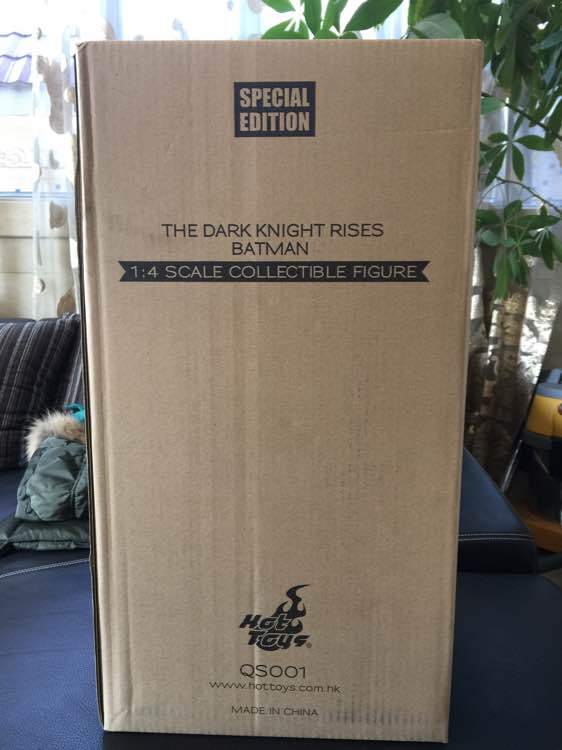 SPECIAL
EDITION
THE DARK KNIGHT RISES
BATMAN
1:4 SCALE COLLECTIBLE FIGURE
Hot
Toys®
QS001
www.hottoys.com.hk
MADE IN CHINA